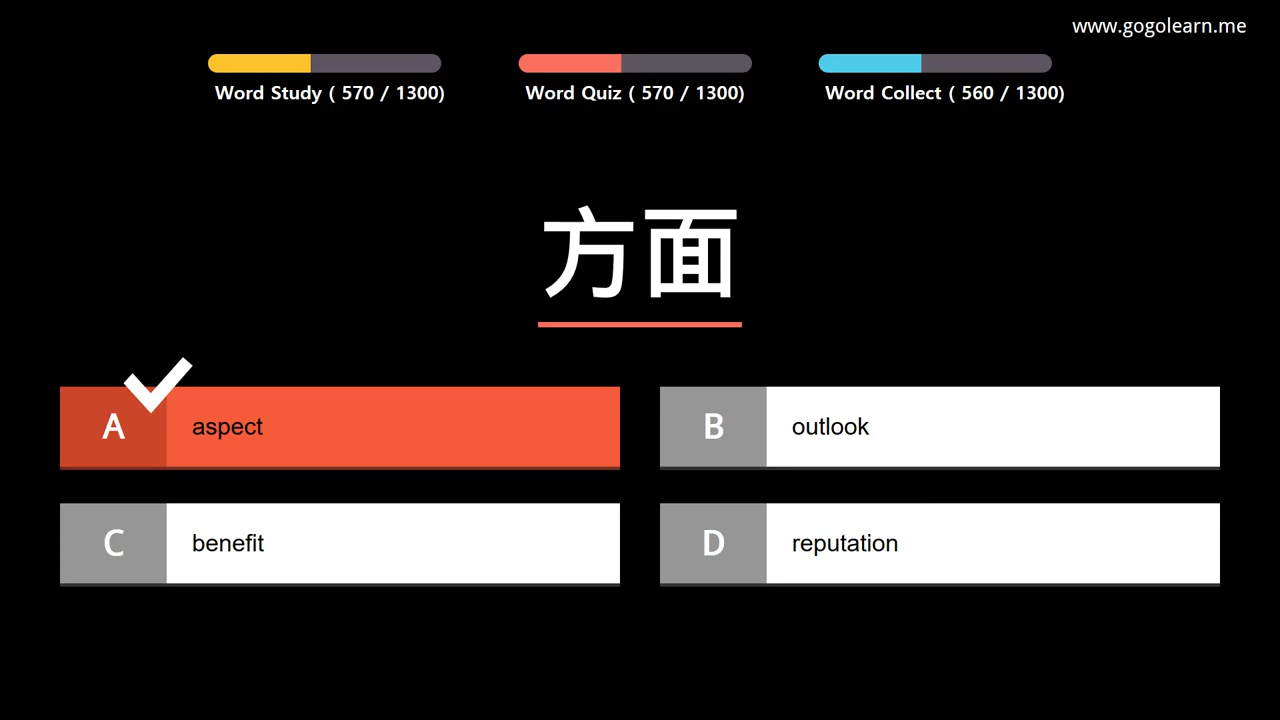 www.gogolearn.me
Word Study ( 570 / 1300)
Word Quiz ( 570 / 1300)
Word Collect ( 560 / 1300)
方面
A aspect
B outlook
C benefit
D reputation